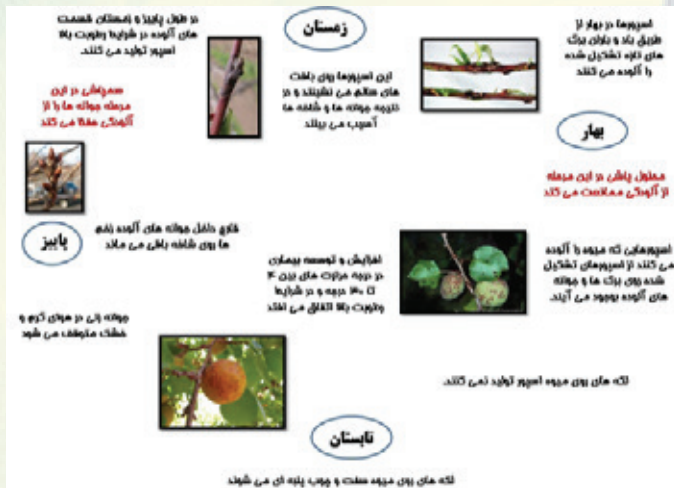 زمستان
در طول پاییز و زمستان قسمت
های آلوده در شرایط رطوبت بالا
اسپور تولید می کنند.
اسپورها در بهار از
طریق باد و باران برگ
های تازه تشکیل شده
را آلوده می کنند
این اسپورها روی بافت
های سالم می نشینند و در
نتیجه جوانه ها و شاخه ها
آسیب می بینند
سمپاشی در این
مرحله جوانه ها را از
آلودگی حفظ می کند
بهار
محلول پاشی در این مرحله
از آلودگی ممانعت می کند
پاییز
قارچ داخل جوانه های آلوده زخم
ها روی شاخه باقی می ماند
اسپورهایی که میوه را آلوده
می کنند از اسپورهای تشکیل
شده روی برگ ها و جوانه
های آلوده بوجود می آیند.
افزایش و توسعه بیماری
در درجه حرارت های بین ۴
تا ۳۰ درجه و در شرایط
رطوبت بالا اتفاق می افتد
جوانه زنی در هوای گرم و
خشک متوقف می شود
لکه های روی میوه اسپور تولید نمی کنند.
تابستان
لکه های روی میوه سفت و چوب پنبه ای می شوند